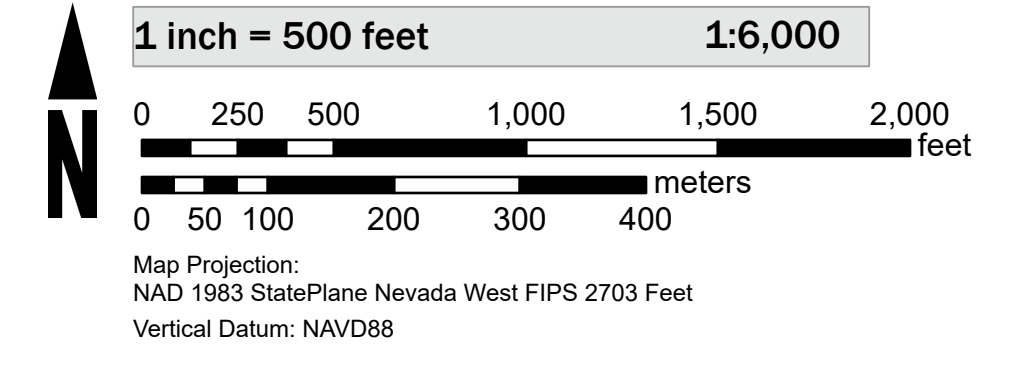 1 inch = 500 feet 1:6,000
0 250 500 1,000 1,500 2,000
feet
meters
0 50 100 200 300 400
N
Map Projection:
NAD 1983 StatePlane Nevada West FIPS 2703 Feet
Vertical Datum: NAVD88